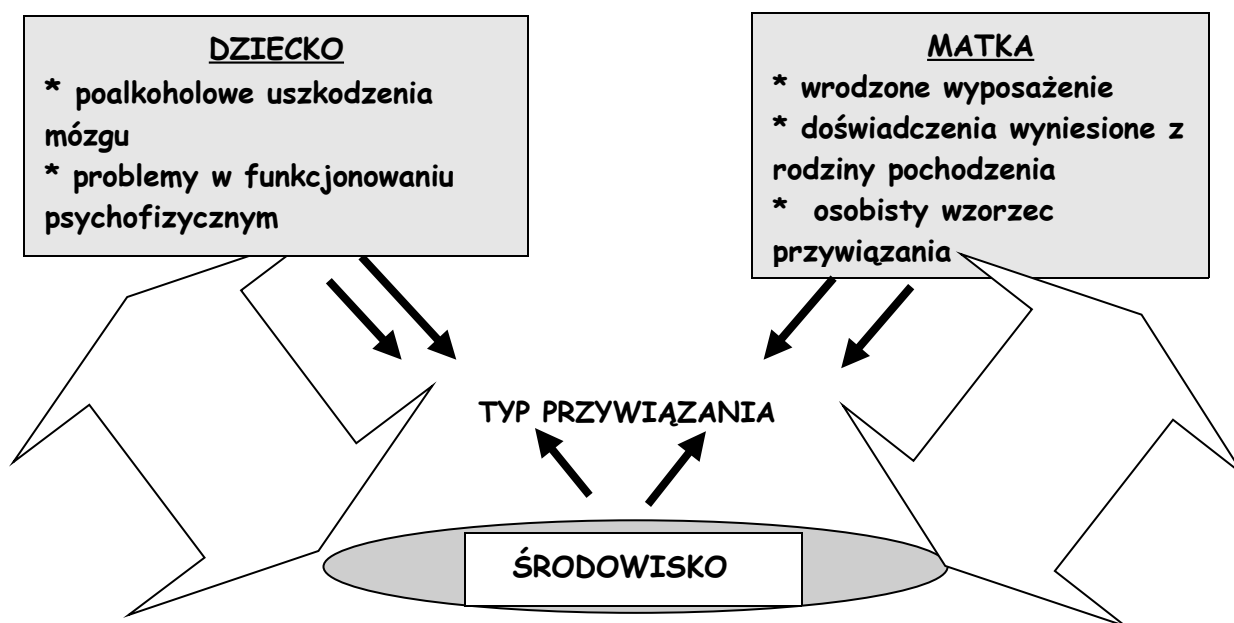 DZIECKO
* poalkoholowe uszkodzenia
mózgu
* problemy w funkcjonowaniu
psychofizycznym
MATKA
* wrodzone wyposażenie
* doświadczenia wyniesione z
rodziny pochodzenia
* osobisty wzorzec
przywiązania
TYP PRZYWIĄZANIA
ŚRODOWISKO